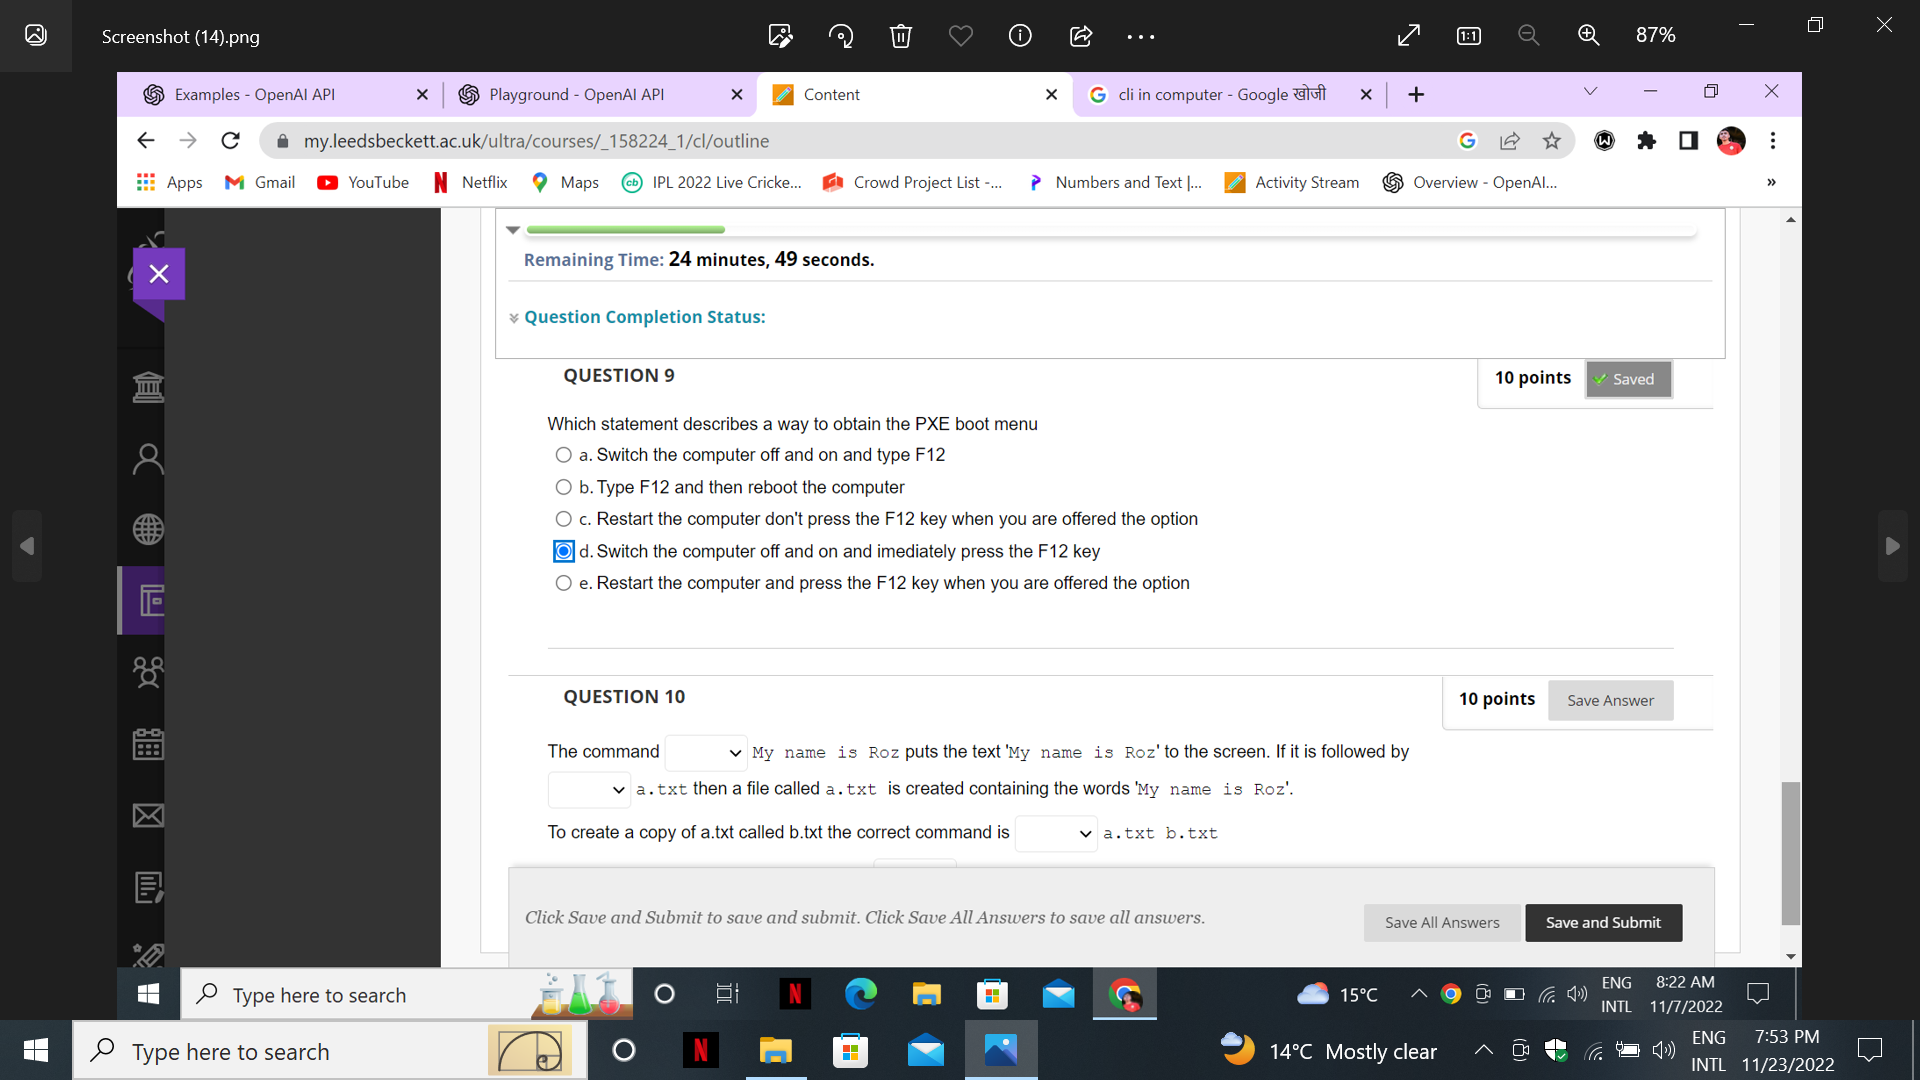 Screenshot (14).png
87%
Examples - OpenAI API
Playground - OpenAI API
Content
cli in computer - Google खोजी
my.leedsbeckett.ac.uk/ultra/courses/_158224_1/cl/outline
Apps
Gmail
YouTube
Netflix
Maps
IPL 2022 Live Cricke...
Crowd Project List -...
Numbers and Text |...
Activity Stream
Overview - OpenAI...
»
Remaining Time: 24 minutes, 49 seconds.
Question Completion Status:
QUESTION 9
10 points
Saved
Which statement describes a way to obtain the PXE boot menu
a. Switch the computer off and on and type F12
b. Type F12 and then reboot the computer
c. Restart the computer don't press the F12 key when you are offered the option
d. Switch the computer off and on and imediately press the F12 key
e. Restart the computer and press the F12 key when you are offered the option
QUESTION 10
10 points
Save Answer
The command My name is Roz puts the text 'My name is Roz' to the screen. If it is followed by
a.txt then a file called a.txt is created containing the words 'My name is Roz'.
To create a copy of a.txt called b.txt the correct command is a.txt b.txt
Click Save and Submit to save and submit. Click Save All Answers to save all answers.
Save All Answers
Save and Submit
Type here to search
15°C
ENG
INTL
8:22 AM
11/7/2022
Type here to search
14°C Mostly clear
ENG
INTL
7:53 PM
11/23/2022